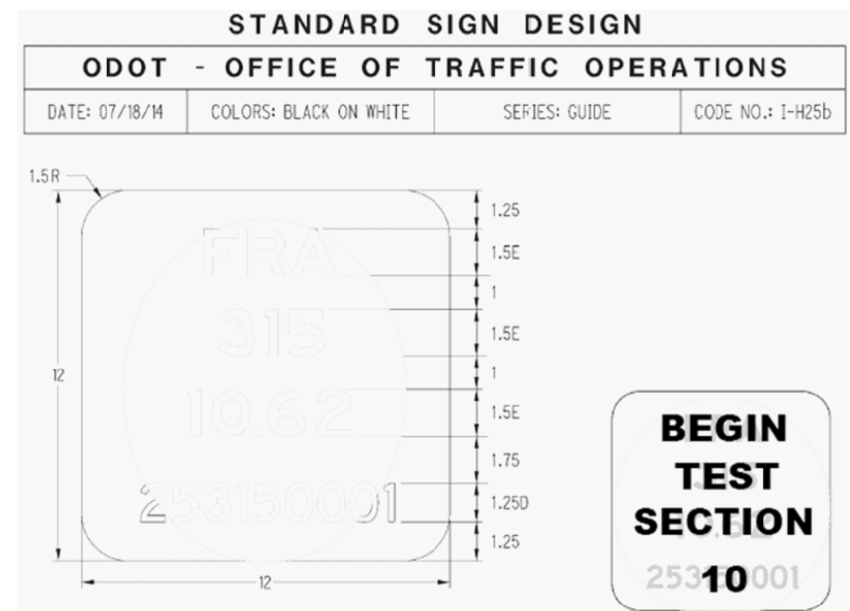 STANDARD SIGN DESIGN
ODOT - OFFICE OF TRAFFIC OPERATIONS
DATE: 07/18/14 COLORS: BLACK ON WHITE SERIES: GUIDE CODE NO.: I-H25b
1.5R
1.25
FRA
1.5E
1
315
1.5E
12
1
10.62
1.5E
1.75
253150001
1.25D
1.25
12
BEGIN
TEST
SECTION
10
253 001